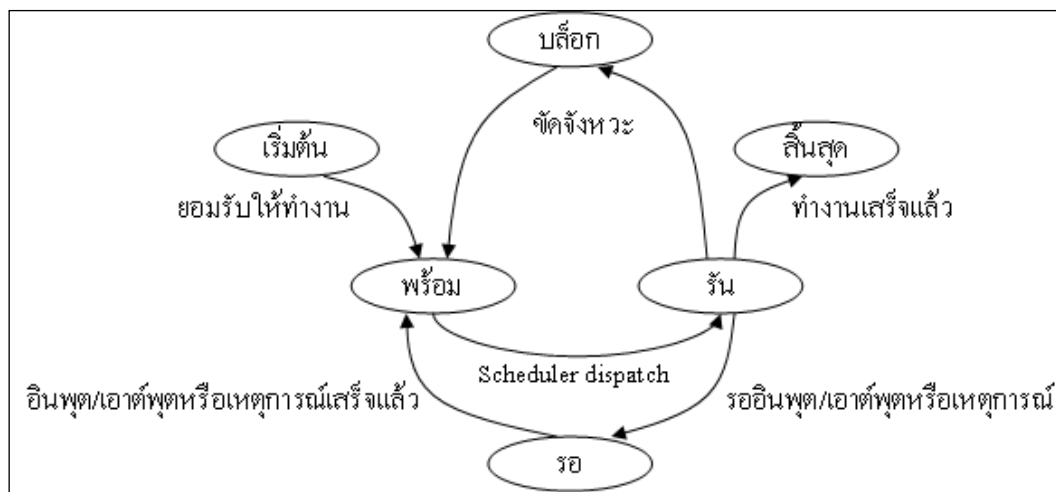 บล็อก
ขัดจังหวะ
เริ่มต้น
สิ้นสุด
ยอมรับให้ทำงาน
ทำงานเสร็จแล้ว
พร้อม
รัน
Scheduler dispatch
อินพุต/เอาต์พุตหรือเหตุการณ์เสร็จแล้ว
รออินพุต/เอาต์พุตหรือเหตุการณ์
รอ